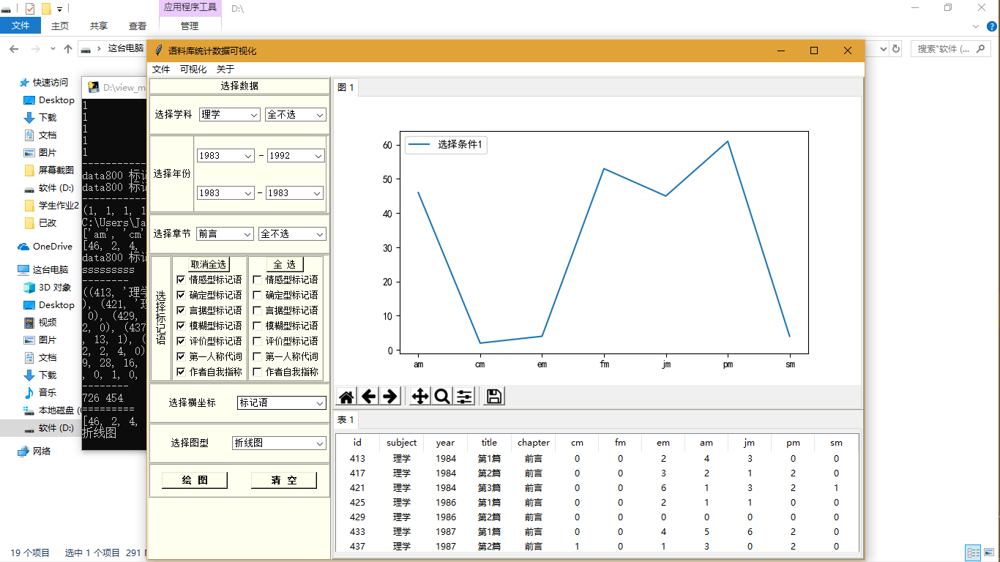 应用程序工具
D:\
文件 主页 共享 查看 管理
这台电脑
搜索"软件 (...
快速访问
Desktop
下载
文档
图片
屏幕截图
软件 (D:)
学生作业2
已改
OneDrive
这台电脑
3D 对象
Desktop
视频
图片
文档
下载
音乐
本地磁盘 (
软件 (D:)
网络
19 个项目 选中 1 个项目 291
D:\view_m
1
1
1
1
1
--------------
data800 标记
data800 标记
--------------
(1, 1, 1, 1
C:\Users\Ja
['am', 'cm'
[46, 2, 4,
data800 标记
sssssssss
--------
((413, '理学
), (421, '理
0), (429,
2, 0), (437
, 13, 1), (
2, 2, 4, 0)
9, 28, 16,
, 0, 1, 0,
--------
726 454
=========
[46, 2, 4,
折线图
语料库统计数据可视化
文件 可视化 关于
选择数据
选择学科 理学 全不选
选择年份
1983 - 1992
1983 - 1983
选择章节 前言 全不选
选择标记语
取消全选 全 选
情感型标记语 情感型标记语
确定型标记语 确定型标记语
言据型标记语 言据型标记语
模糊型标记语 模糊型标记语
评价型标记语 评价型标记语
第一人称代词 第一人称代词
作者自我指称 作者自我指称
选择横坐标 标记语
选择图型 折线图
绘 图 清 空
图 1
选择条件1
60
50
40
30
20
10
0
am cm em fm jm pm sm
表 1
id subject year title chapter cm fm em am jm pm sm
413 理学 1984 第1篇 前言 0 0 2 4 3 0 0
417 理学 1984 第2篇 前言 0 0 3 2 1 2 0
421 理学 1984 第3篇 前言 0 0 6 1 3 2 1
425 理学 1986 第1篇 前言 0 0 2 1 1 0 0
429 理学 1986 第2篇 前言 0 0 0 0 0 0 0
433 理学 1987 第1篇 前言 0 0 4 5 6 2 0
437 理学 1987 第2篇 前言 1 0 1 3 0 2 0